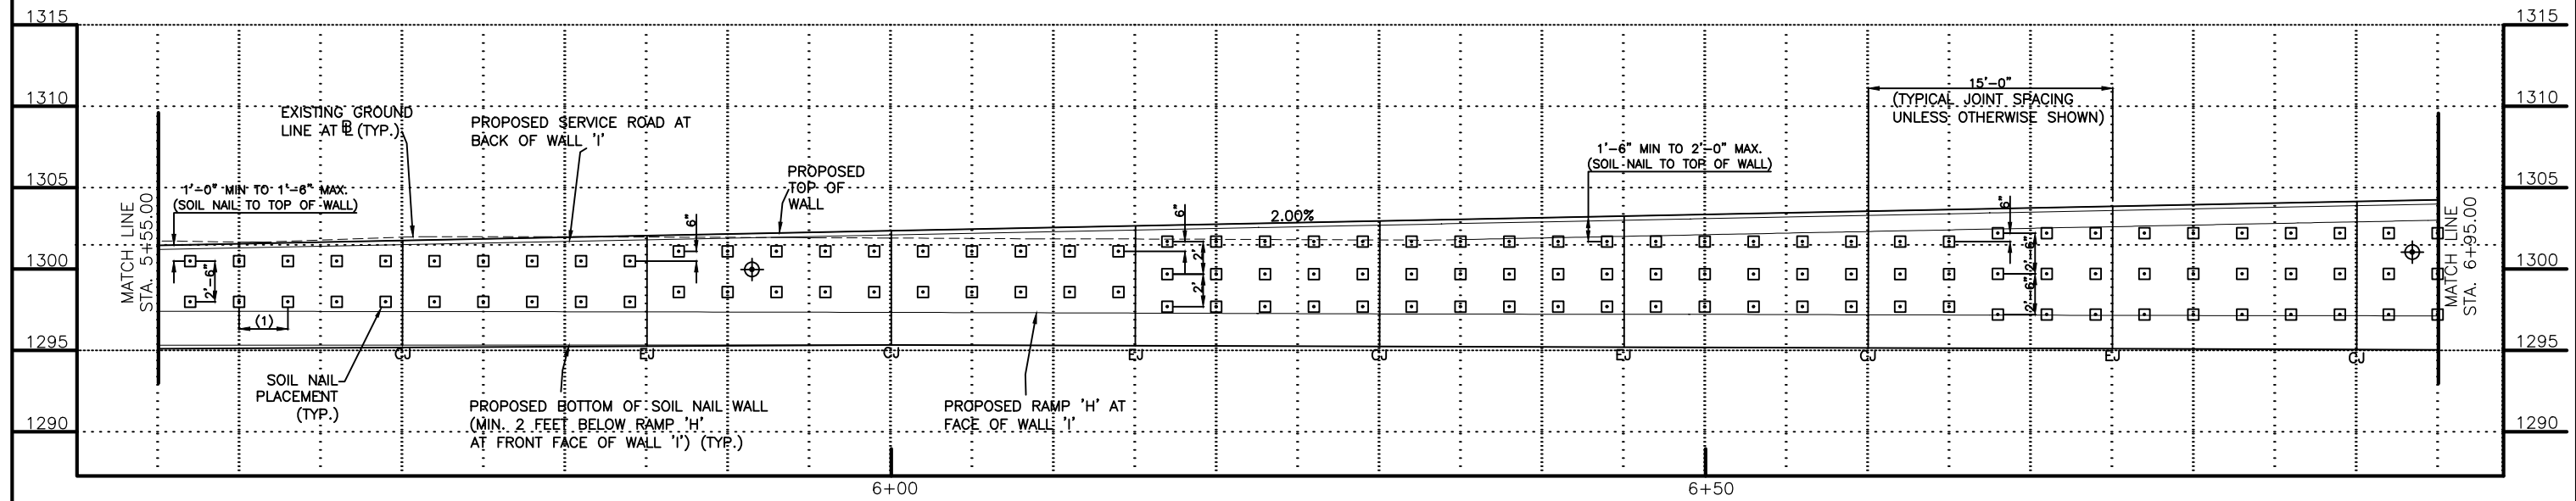 1315
1315
1310
1310
1305
1305
1300
1300
1295
1295
1290
1290
MATCH LINE
STA. 5+55.00
1'-0" MIN TO 1'-6" MAX.
(SOIL NAIL TO TOP OF WALL)
EXISTING GROUND
LINE AT ℄ (TYP.)
PROPOSED SERVICE ROAD AT
BACK OF WALL 'I'
PROPOSED
TOP OF
WALL
2.00%
1'-6" MIN TO 2'-0" MAX.
(SOIL NAIL TO TOP OF WALL)
15'-0"
(TYPICAL JOINT SPACING
UNLESS OTHERWISE SHOWN)
MATCH LINE
STA. 6+95.00
2'-6"
(1)
6"
6"
2'
2'
6"
2'-6"
2'-6"
CJ
EJ
CJ
EJ
CJ
EJ
CJ
EJ
CJ
SOIL NAIL
PLACEMENT
(TYP.)
PROPOSED BOTTOM OF SOIL NAIL WALL
(MIN. 2 FEET BELOW RAMP 'H'
AT FRONT FACE OF WALL 'I') (TYP.)
PROPOSED RAMP 'H' AT
FACE OF WALL 'I'
6+00
6+50